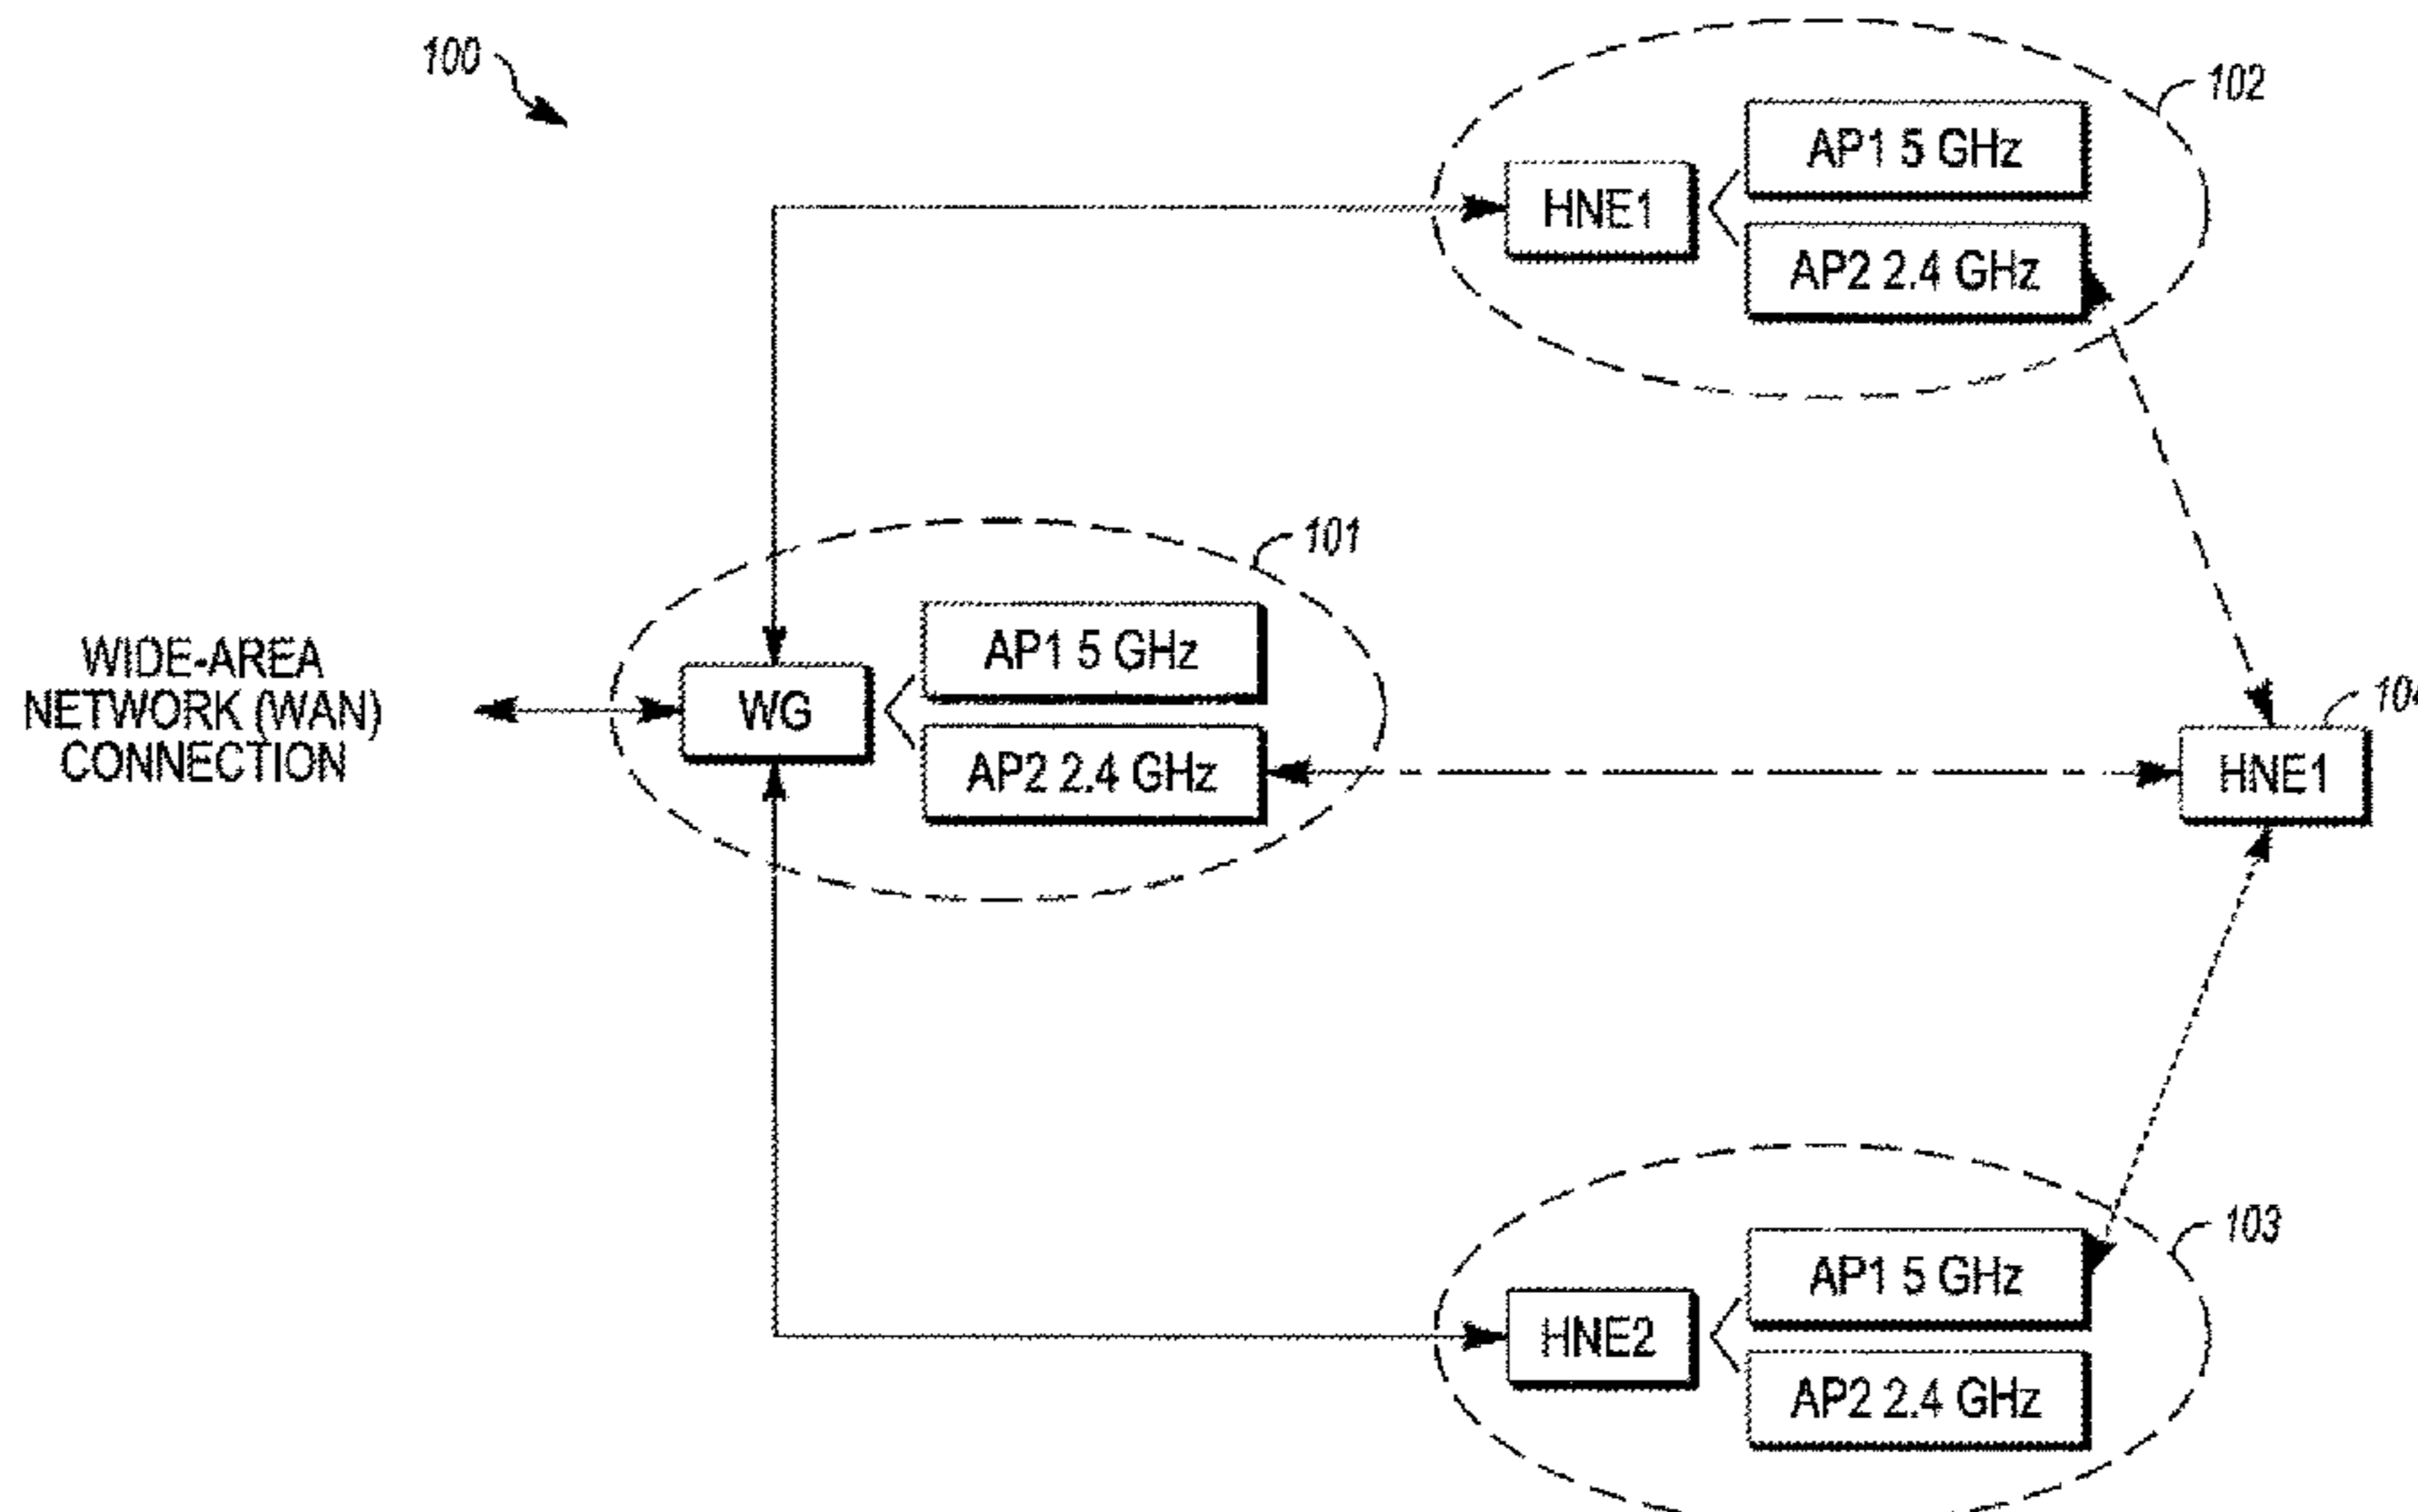 100
102
AP1 5 GHz
HNE1
AP2 2.4 GHz
101
AP1 5 GHz
WIDE-AREA
NETWORK (WAN)
CONNECTION
WG
AP2 2.4 GHz
104
HNE1
103
AP1 5 GHz
HNE2
AP2 2.4 GHz